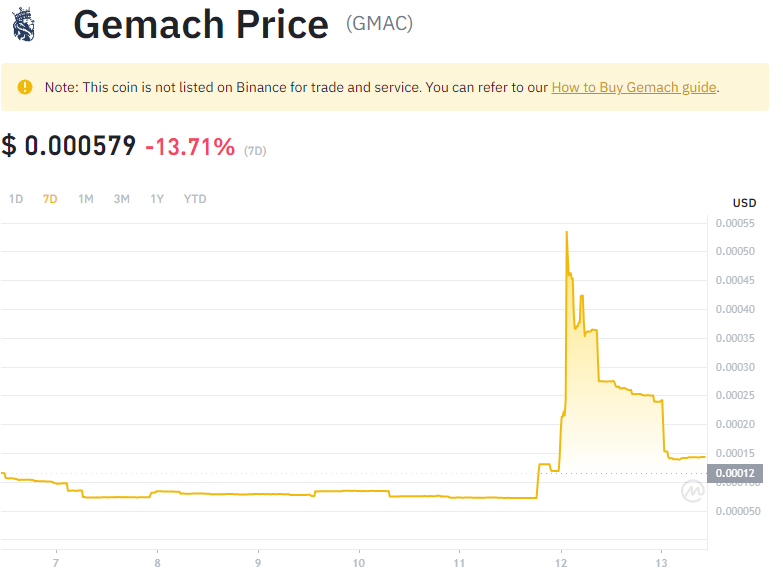 Gemach Price (GMAC)
Note: This coin is not listed on Binance for trade and service. You can refer to our How to Buy Gemach guide.
$ 0.000579 -13.71% (7D)
1D 7D 1M 3M 1Y YTD
USD
0.00055
0.00050
0.00045
0.00040
0.00035
0.00030
0.00025
0.00020
0.00015
0.00012
0.000100
0.000050
7 8 9 10 11 12 13